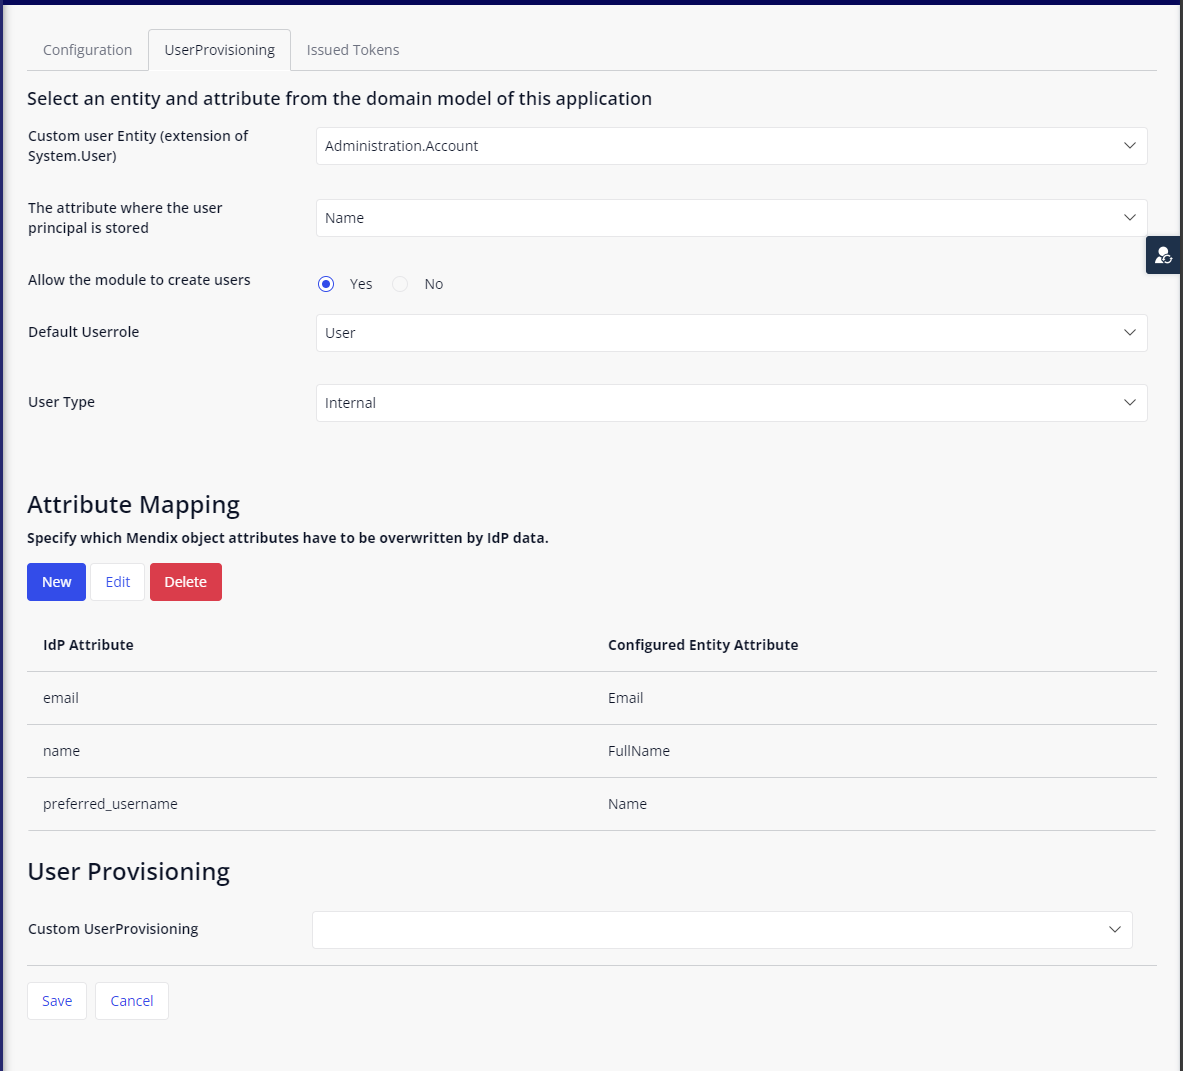 Configuration
UserProvisioning
Issued Tokens
Select an entity and attribute from the domain model of this application
Custom user Entity (extension of
System.User)
Administration.Account
The attribute where the user
principal is stored
Name
Allow the module to create users
Yes
No
Default Userrole
User
User Type
Internal
Attribute Mapping
Specify which Mendix object attributes have to be overwritten by IdP data.
New
Edit
Delete
IdP Attribute
Configured Entity Attribute
email
Email
name
FullName
preferred_username
Name
User Provisioning
Custom UserProvisioning
Save
Cancel